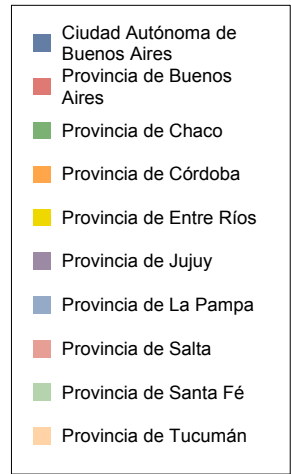 Ciudad Autónoma de
Buenos Aires
Provincia de Buenos
Aires
Provincia de Chaco
Provincia de Córdoba
Provincia de Entre Ríos
Provincia de Jujuy
Provincia de La Pampa
Provincia de Salta
Provincia de Santa Fé
Provincia de Tucumán